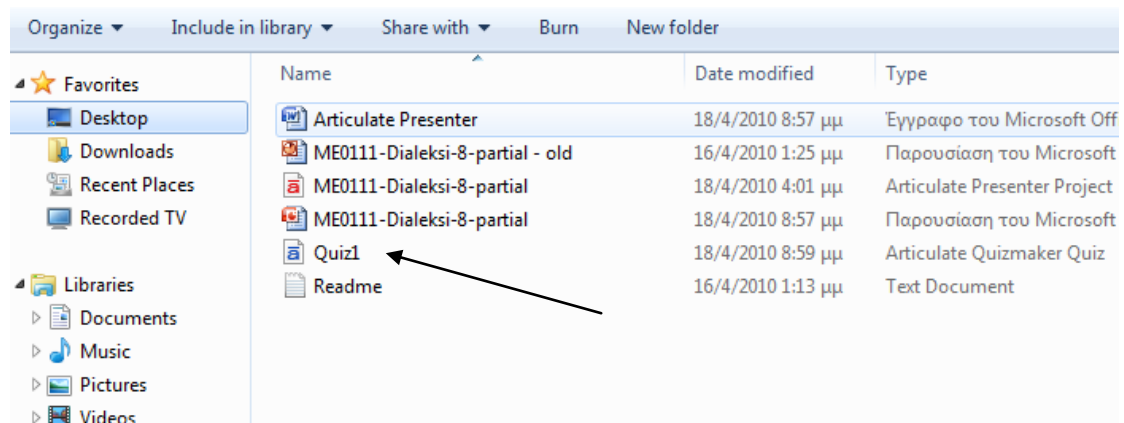 Organize Include in library Share with Burn New folder
Favorites
Desktop
Downloads
Recent Places
Recorded TV
Libraries
Documents
Music
Pictures
Videos
Name Date modified Type
Articulate Presenter 18/4/2010 8:57 μμ Έγγραφο του Microsoft Off
ME0111-Dialeksi-8-partial - old 16/4/2010 1:25 μμ Παρουσίαση του Microsoft
ME0111-Dialeksi-8-partial 18/4/2010 4:01 μμ Articulate Presenter Project
ME0111-Dialeksi-8-partial 18/4/2010 8:57 μμ Παρουσίαση του Microsoft
Quiz1 18/4/2010 8:59 μμ Articulate Quizmaker Quiz
Readme 16/4/2010 1:13 μμ Text Document